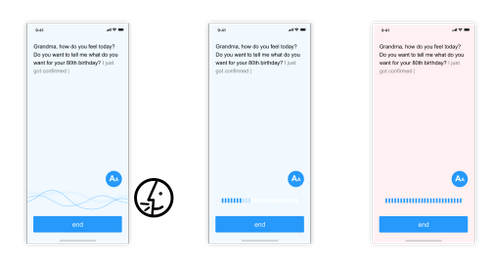 9:41
Grandma, how do you feel today?
Do you want to tell me what do you
want for your 80th birthday? I just
got confirmed |
AA
end
9:41
Grandma, how do you feel today?
Do you want to tell me what do you
want for your 80th birthday? I just
got confirmed |
AA
end
9:41
Grandma, how do you feel today?
Do you want to tell me what do you
want for your 80th birthday? I just
got confirmed |
AA
end